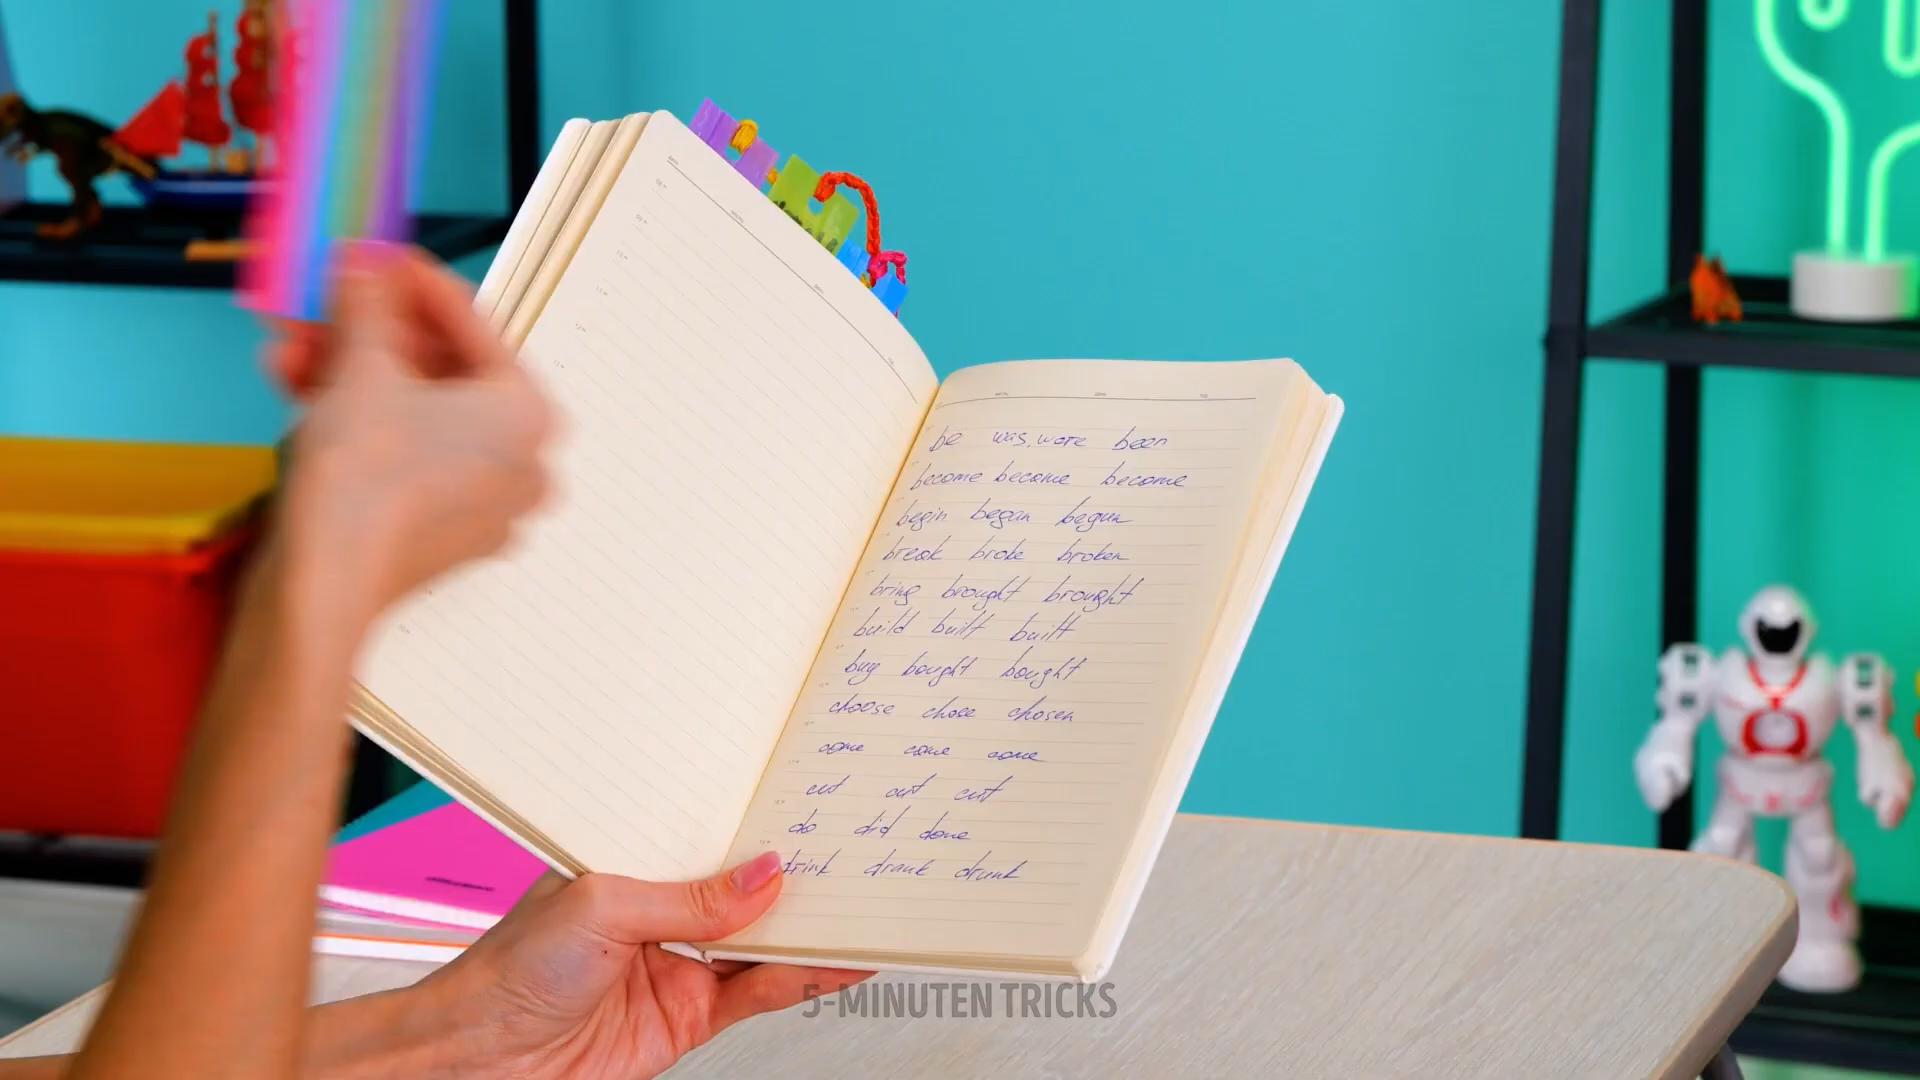 be was, were been
become became become
begin began begun
break broke broken
bring brought brought
build built built
buy bought bought
choose chose chosen
come came come
cut cut cut
do did done
drink drank drunk
5-MINUTEN TRICKS